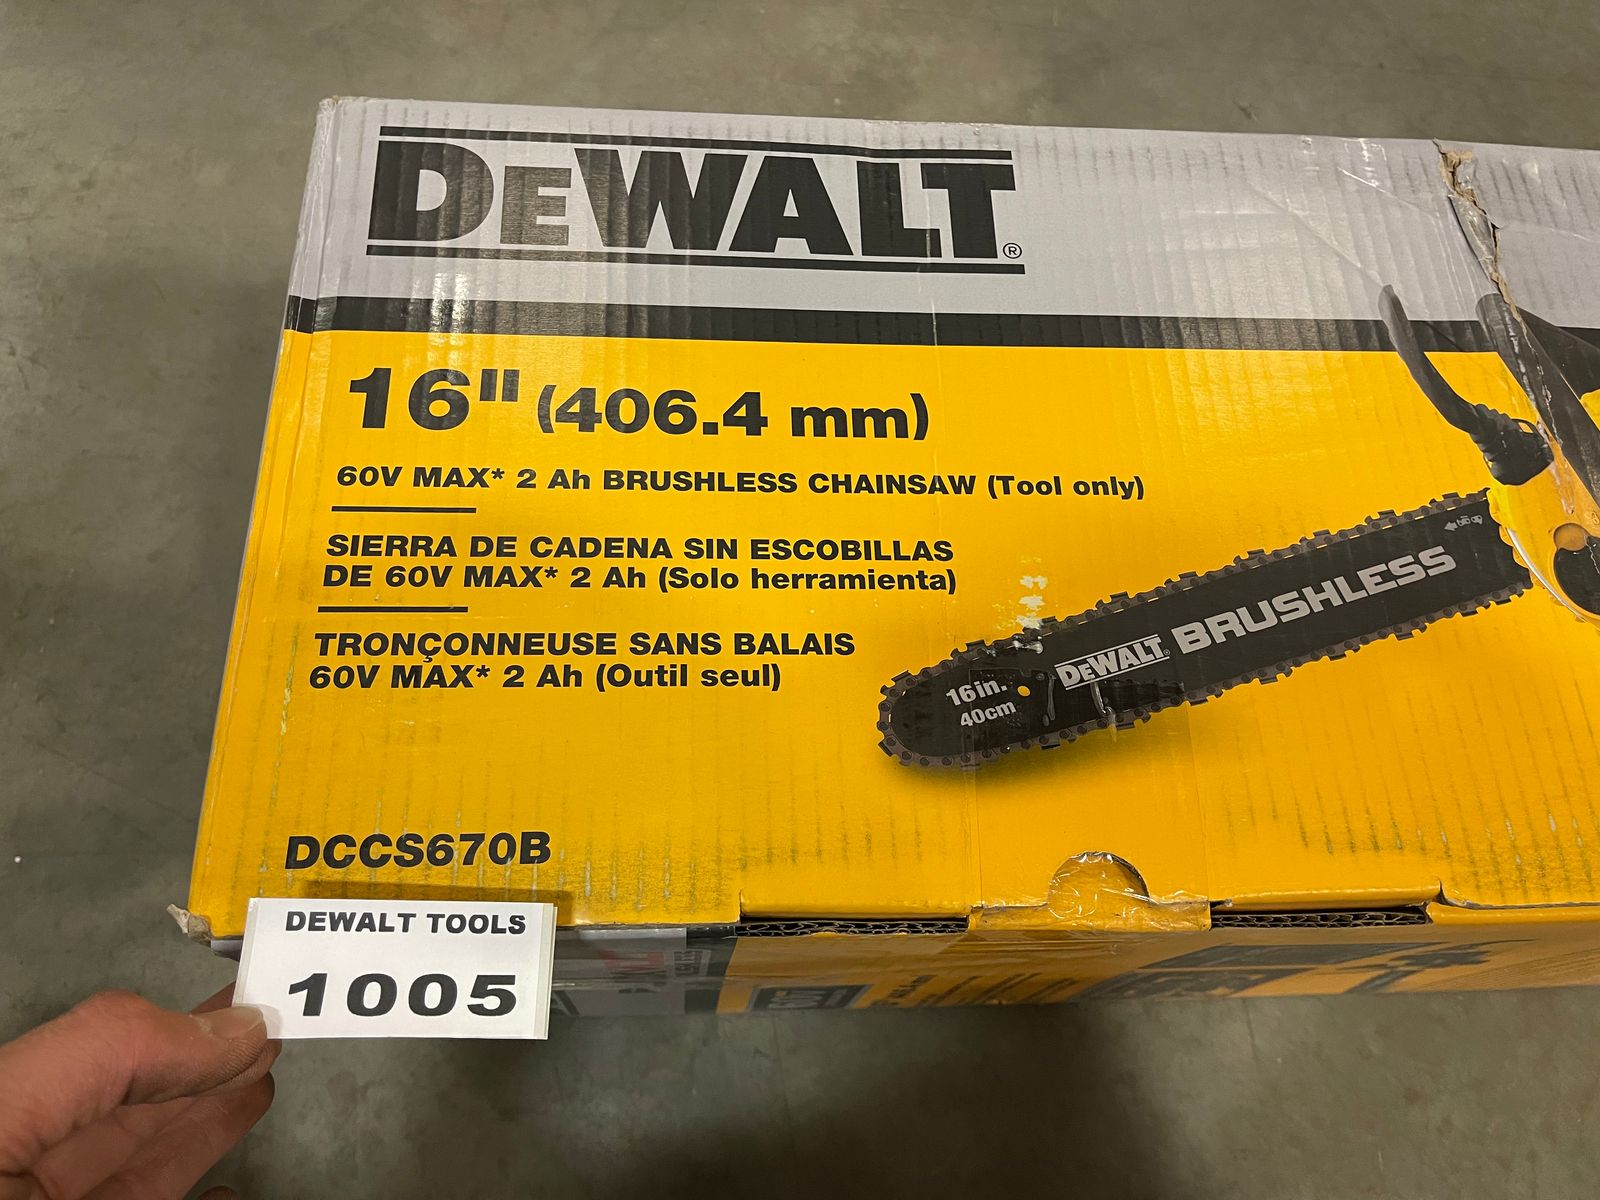 DEWALT®
16" (406.4 mm)
60V MAX* 2 Ah BRUSHLESS CHAINSAW (Tool only)
SIERRA DE CADENA SIN ESCOBILLAS
DE 60V MAX* 2 Ah (Solo herramienta)
TRONÇONNEUSE SANS BALAIS
60V MAX* 2 Ah (Outil seul)
16in.
40cm
DEWALT® BRUSHLESS
DCCS670B
DEWALT TOOLS
1005